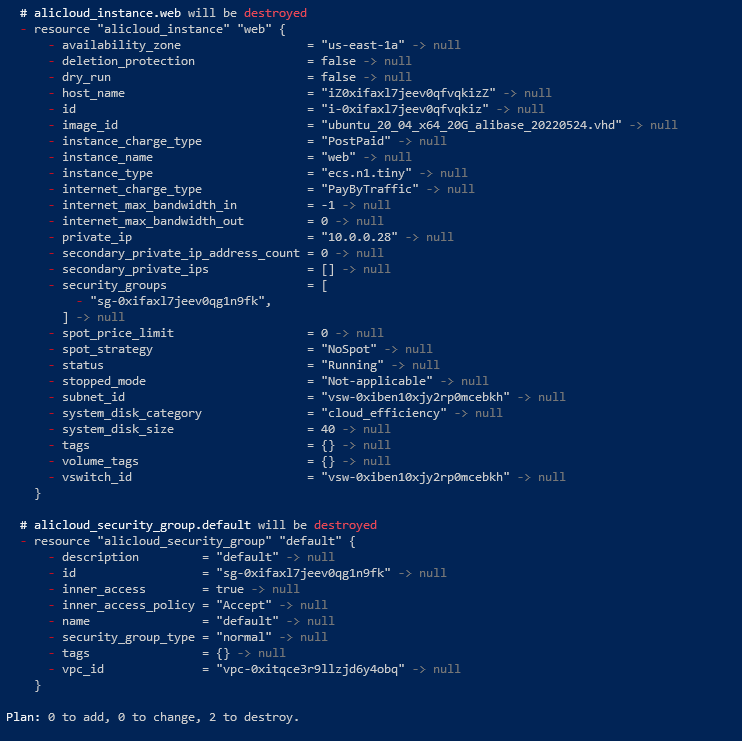 # alicloud_instance.web will be destroyed
- resource "alicloud_instance" "web" {
- availability_zone = "us-east-1a" -> null
- deletion_protection = false -> null
- dry_run = false -> null
- host_name = "iZ0xifaxl7jeev0qfvqkizZ" -> null
- id = "i-0xifaxl7jeev0qfvqkiz" -> null
- image_id = "ubuntu_20_04_x64_20G_alibase_20220524.vhd" -> null
- instance_charge_type = "PostPaid" -> null
- instance_name = "web" -> null
- instance_type = "ecs.n1.tiny" -> null
- internet_charge_type = "PayByTraffic" -> null
- internet_max_bandwidth_in = -1 -> null
- internet_max_bandwidth_out = 0 -> null
- private_ip = "10.0.0.28" -> null
- secondary_private_ip_address_count = 0 -> null
- secondary_private_ips = [] -> null
- security_groups = [
- "sg-0xifaxl7jeev0qg1n9fk",
] -> null
- spot_price_limit = 0 -> null
- spot_strategy = "NoSpot" -> null
- status = "Running" -> null
- stopped_mode = "Not-applicable" -> null
- subnet_id = "vsw-0xiben10xjy2rp0mcebkh" -> null
- system_disk_category = "cloud_efficiency" -> null
- system_disk_size = 40 -> null
- tags = {} -> null
- volume_tags = {} -> null
- vswitch_id = "vsw-0xiben10xjy2rp0mcebkh" -> null
}
# alicloud_security_group.default will be destroyed
- resource "alicloud_security_group" "default" {
- description = "default" -> null
- id = "sg-0xifaxl7jeev0qg1n9fk" -> null
- inner_access = true -> null
- inner_access_policy = "Accept" -> null
- name = "default" -> null
- security_group_type = "normal" -> null
- tags = {} -> null
- vpc_id = "vpc-0xitqce3r9llzjd6y4obq" -> null
}
Plan: 0 to add, 0 to change, 2 to destroy.